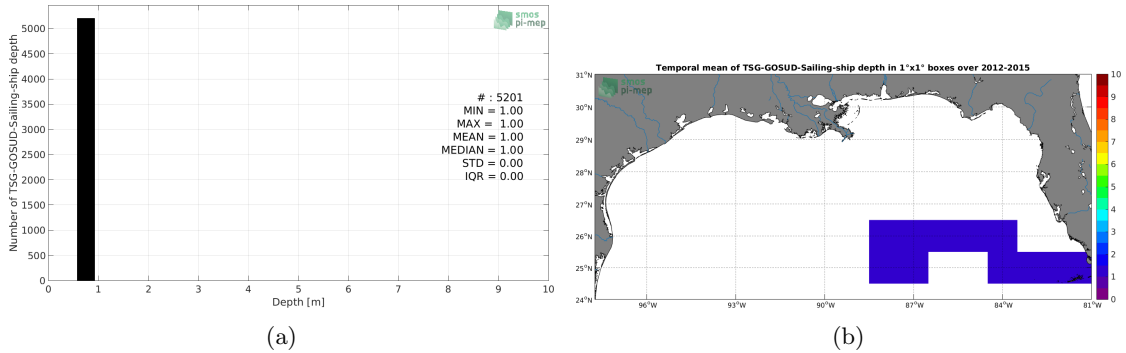 smos
pi-mep
Number of TSG-GOSUD-Sailing-ship depth
5000
4500
4000
3500
3000
2500
2000
1500
1000
500
0
# : 5201
MIN = 1.00
MAX = 1.00
MEAN = 1.00
MEDIAN = 1.00
STD = 0.00
IQR = 0.00
0 1 2 3 4 5 6 7 8 9 10
Depth [m]
(a)
Temporal mean of TSG-GOSUD-Sailing-ship depth in 1°x1° boxes over 2012-2015
smos
pi-mep
31°N
30°N
29°N
28°N
27°N
26°N
25°N
24°N
96°W 93°W 90°W 87°W 84°W 81°W
10
9
8
7
6
5
4
3
2
1
0
(b)